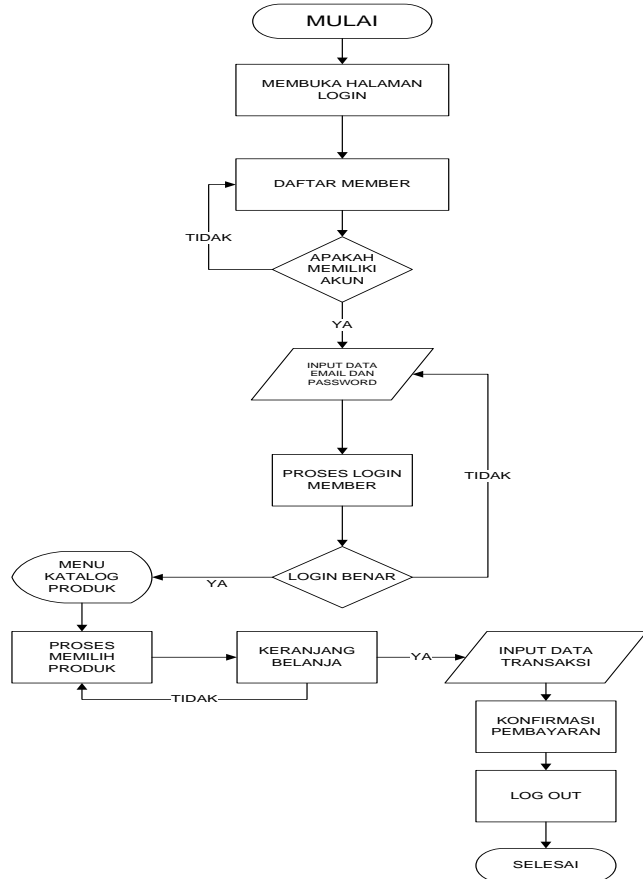 MULAI
MEMBUKA HALAMAN
LOGIN
DAFTAR MEMBER
TIDAK
APAKAH
MEMILIKI
AKUN
YA
INPUT DATA
EMAIL DAN
PASSWORD
PROSES LOGIN
MEMBER
TIDAK
LOGIN BENAR
YA
MENU
KATALOG
PRODUK
PROSES
MEMILIH
PRODUK
KERANJANG
BELANJA
YA
TIDAK
INPUT DATA
TRANSAKSI
KONFIRMASI
PEMBAYARAN
LOG OUT
SELESAI